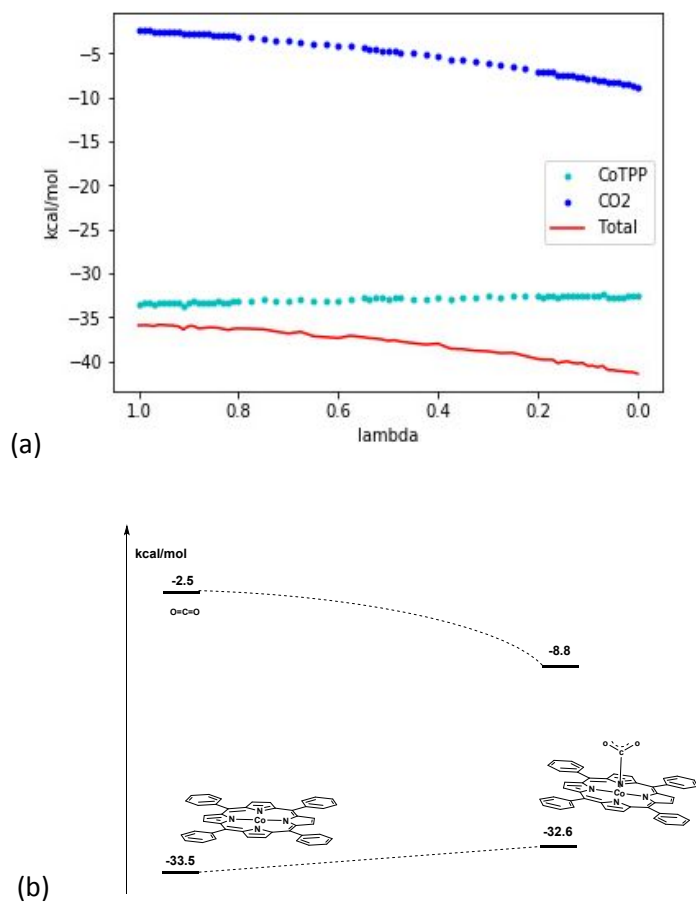 −5
−10
−15
−20
−25
−30
−35
−40
kcal/mol
CoTPP
CO2
Total
1.0 0.8 0.6 0.4 0.2 0.0
lambda
(a)
kcal/mol
-2.5
O=C=O
-8.8
O O
C
N
N Co N
N
N
N Co N
N
-32.6
-33.5
(b)